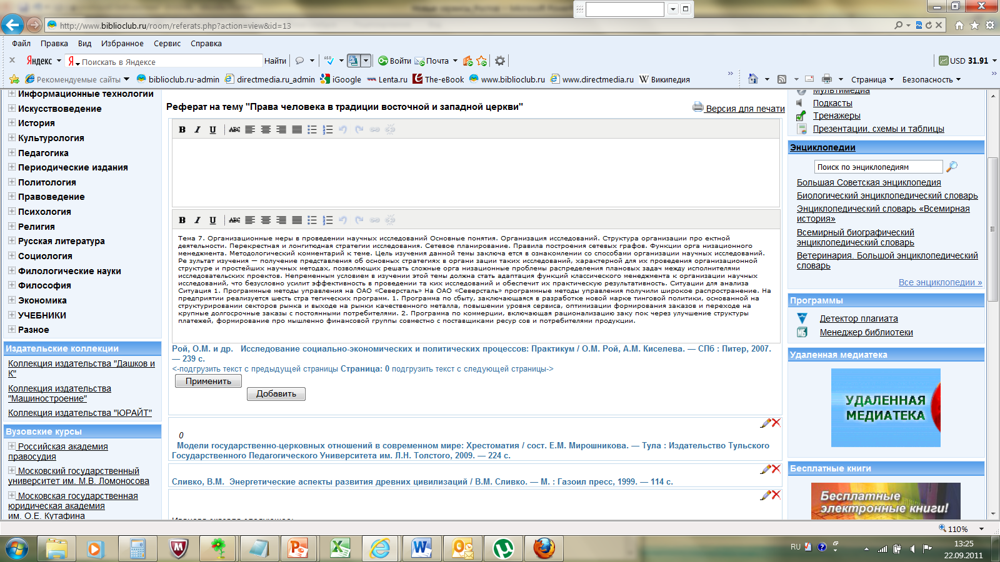 http://www.biblioclub.ru/room/referats.php?action=view&id=13
Файл Правка Вид Избранное Сервис Справка
Яндекс Поискать в Яндексе Найти Войти Почта USD 31.91
Рекомендуемые сайты biblioclub.ru-admin directmedia.ru_admin iGoogle Lenta.ru The-eBook www.biblioclub.ru www.directmedia.ru Википедия Страница Безопасность
Информационные технологии
Искусствоведение
История
Культурология
Педагогика
Периодические издания
Политология
Правоведение
Психология
Религия
Русская литература
Социология
Филологические науки
Философия
Экономика
УЧЕБНИКИ
Разное
Издательские коллекции
Коллекция издательства "Дашков и
К"
Коллекция издательства
"Машиностроение"
Коллекция издательства "ЮРАЙТ"
Вузовские курсы
Российская академия
правосудия
Московский государственный
университет им. М.В. Ломоносова
Московская государственная
юридическая академия
им. О.Е. Кутафина
Реферат на тему "Права человека в традиции восточной и западной церкви"
Версия для печати
B I U ABC
B I U ABC
Тема 7. Организационные меры в проведении научных исследований Основные понятия. Организация исследований. Структура организации про ектной
деятельности. Перекрестная и лонгитюдная стратегии исследования. Сетевое планирование. Правила построения сетевых графов. Функции орга низационного
менеджмента. Методологический комментарий к теме. Цель изучения данной темы заключа ется в ознакомлении со способами организации научных исследований.
Ре зультат изучения — получение представления об основных стратегиях в органи зации таких исследований, характерной для их проведения организационной
структуре и простейших научных методах, позволяющих решать сложные орга низационные проблемы распределения плановых задач между исполнителями
исследовательских проектов. Непременным условием в изучении этой темы должна стать адаптация функций классического менеджмента к организации научных
исследований, что безусловно усилит эффективность в проведении та ких исследований и обеспечит их практическую результативность. Ситуации для анализа
Ситуация 1. Программные методы управления на ОАО «Северсталь» На ОАО «Северсталь» программные методы управления получили широкое распространение. На
предприятии реализуется шесть стра тегических программ. 1. Программа по сбыту, заключающаяся в разработке новой марке тинговой политики, основанной на
структурировании секторов рынка и выходе на рынки качественного металла, повышении уровня сервиса, оптимизации формирования заказов и переходе на
крупные долгосрочные заказы с постоянными потребителями. 2. Программа по коммерции, включающая рационализацию заку пок через улучшение структуры
платежей, формирование про мышленно финансовой группы совместно с поставщиками ресур сов и потребителями продукции.
Рой, О.М. и др. Исследование социально-экономических и политических процессов: Практикум / О.М. Рой, А.М. Киселева. — СПб : Питер, 2007.
— 239 с.
<-подгрузить текст с предыдущей страницы Страница: 0 подгрузить текст с следующей страницы->
Применить
Добавить
0
Модели государственно-церковных отношений в современном мире: Хрестоматия / сост. Е.М. Мирошникова. — Тула : Издательство Тульского
Государственного Педагогического Университета им. Л.Н. Толстого, 2009. — 224 с.
Сливко, В.М. Энергетические аспекты развития древних цивилизаций / В.М. Сливко. — М. : Газоил пресс, 1999. — 114 с.
Мультимедиа
Подкасты
Тренажеры
Презентации, схемы и таблицы
Энциклопедии
Поиск по энциклопедиям
Большая Советская энциклопедия
Биологический энциклопедический словарь
Энциклопедический словарь «Всемирная
история»
Всемирный биографический
энциклопедический словарь
Ветеринария. Большой энциклопедический
словарь
Все энциклопедии »
Программы
Детектор плагиата
Менеджер библиотеки
Удаленная медиатека
УДАЛЕННАЯ
МЕДИАТЕКА
Бесплатные книги
Бесплатные
электронные книги!
110%
RU
13:25
22.09.2011